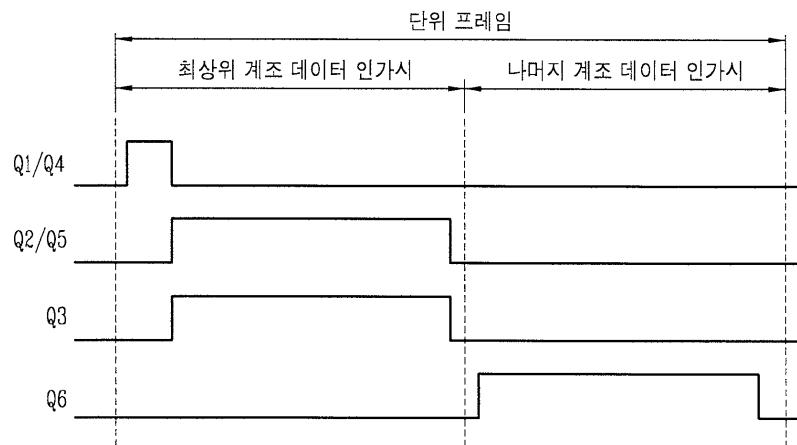 단위 프레임
최상위 계조 데이터 인가시
나머지 계조 데이터 인가시
Q1/Q4
Q2/Q5
Q3
Q6